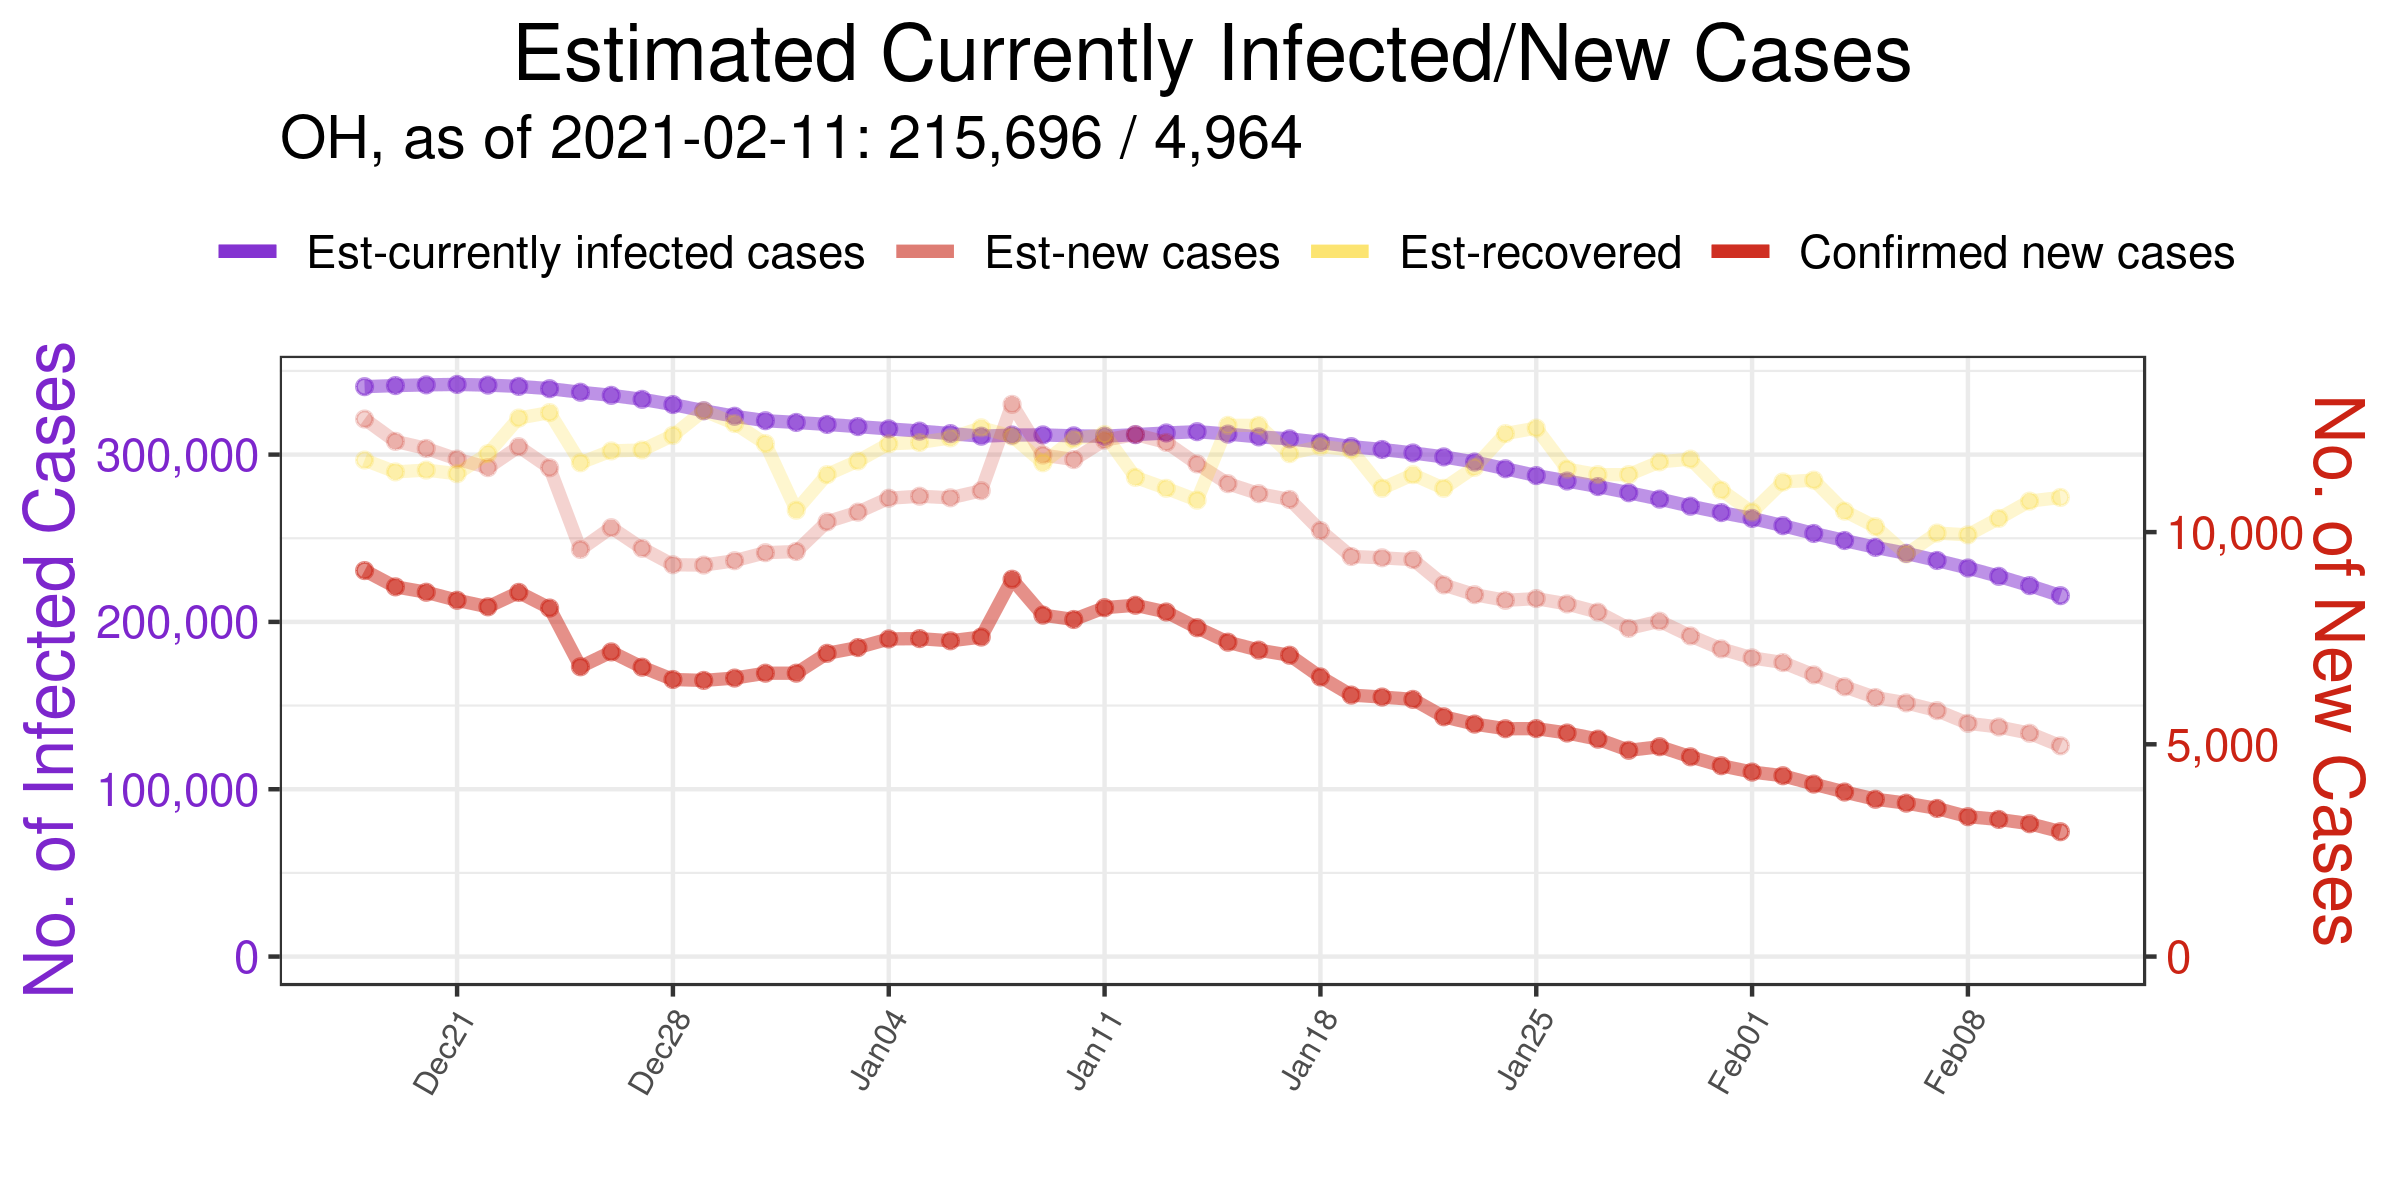 Estimated Currently Infected/New Cases
OH, as of 2021-02-11: 215,696 / 4,964
Est-currently infected cases Est-new cases Est-recovered Confirmed new cases
No. of Infected Cases
300,000
200,000
100,000
0
10,000
5,000
0
No. of New Cases
Dec21 Dec28 Jan04 Jan11 Jan18 Jan25 Feb01 Feb08